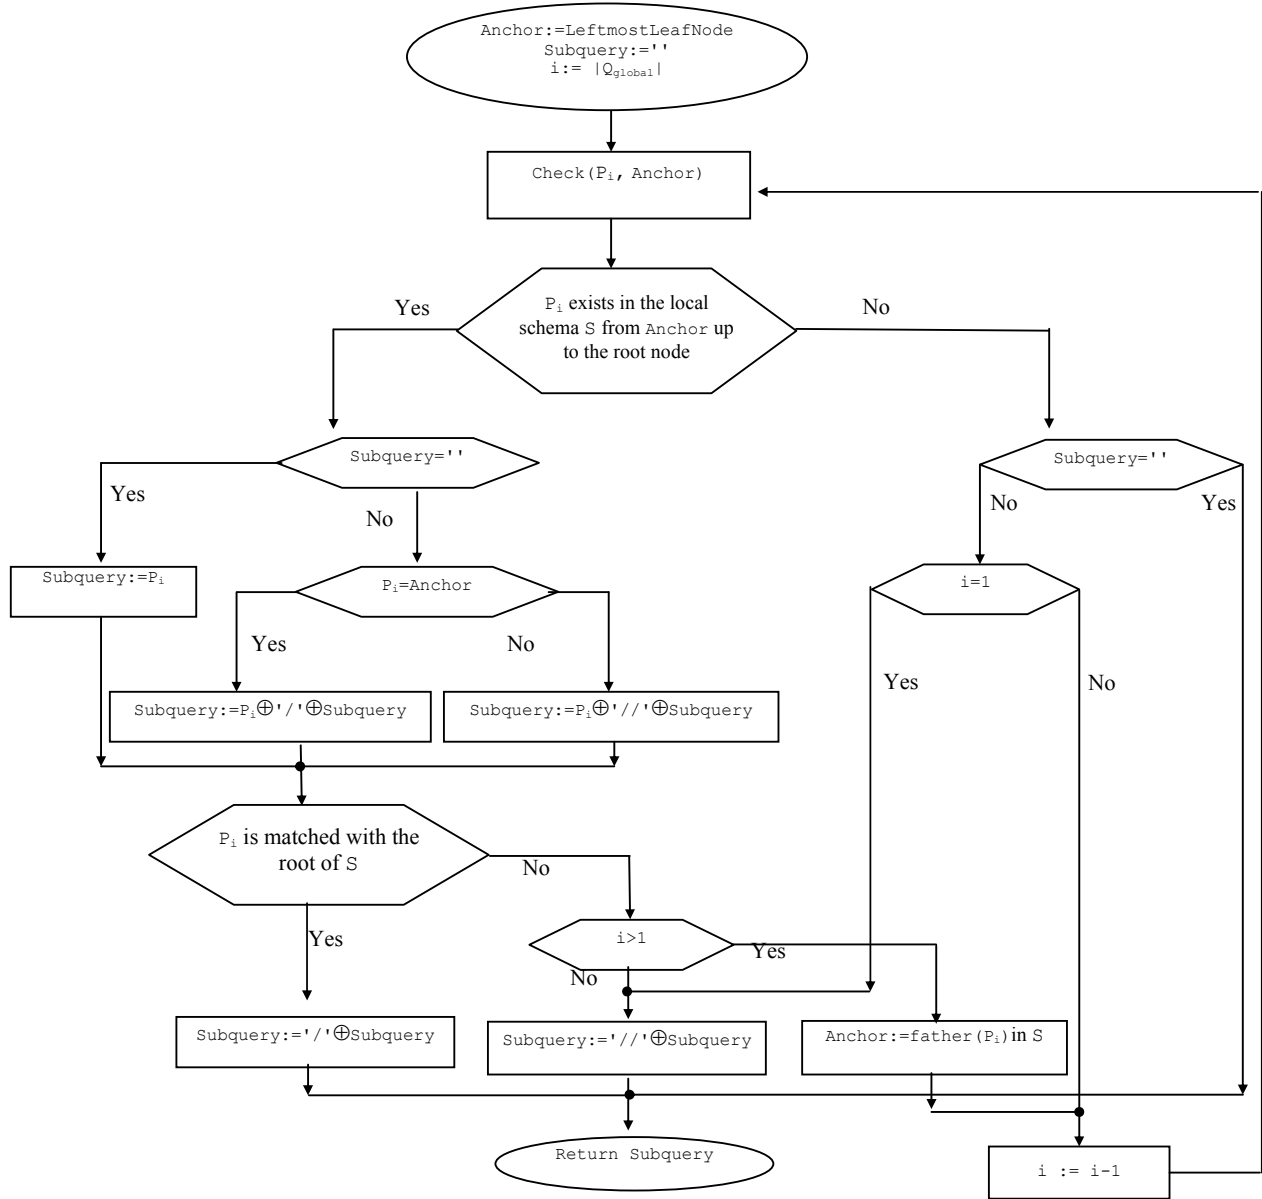 Anchor:=LeftmostLeafNode
Subquery:=''
i:= |Qglobal|
Check(Pi, Anchor)
Pi exists in the local
schema S from Anchor up
to the root node
Yes
No
Subquery=''
Subquery=''
Yes
No
No
Yes
Subquery:=Pi
Pi=Anchor
i=1
Yes
No
Yes
No
Subquery:=Pi⊕'/'⊕Subquery
Subquery:=Pi⊕'//'⊕Subquery
Pi is matched with the
root of S
No
Yes
i>1
Yes
No
Subquery:='/'⊕Subquery
Subquery:='//'⊕Subquery
Anchor:=father(Pi)in S
Return Subquery
i := i-1